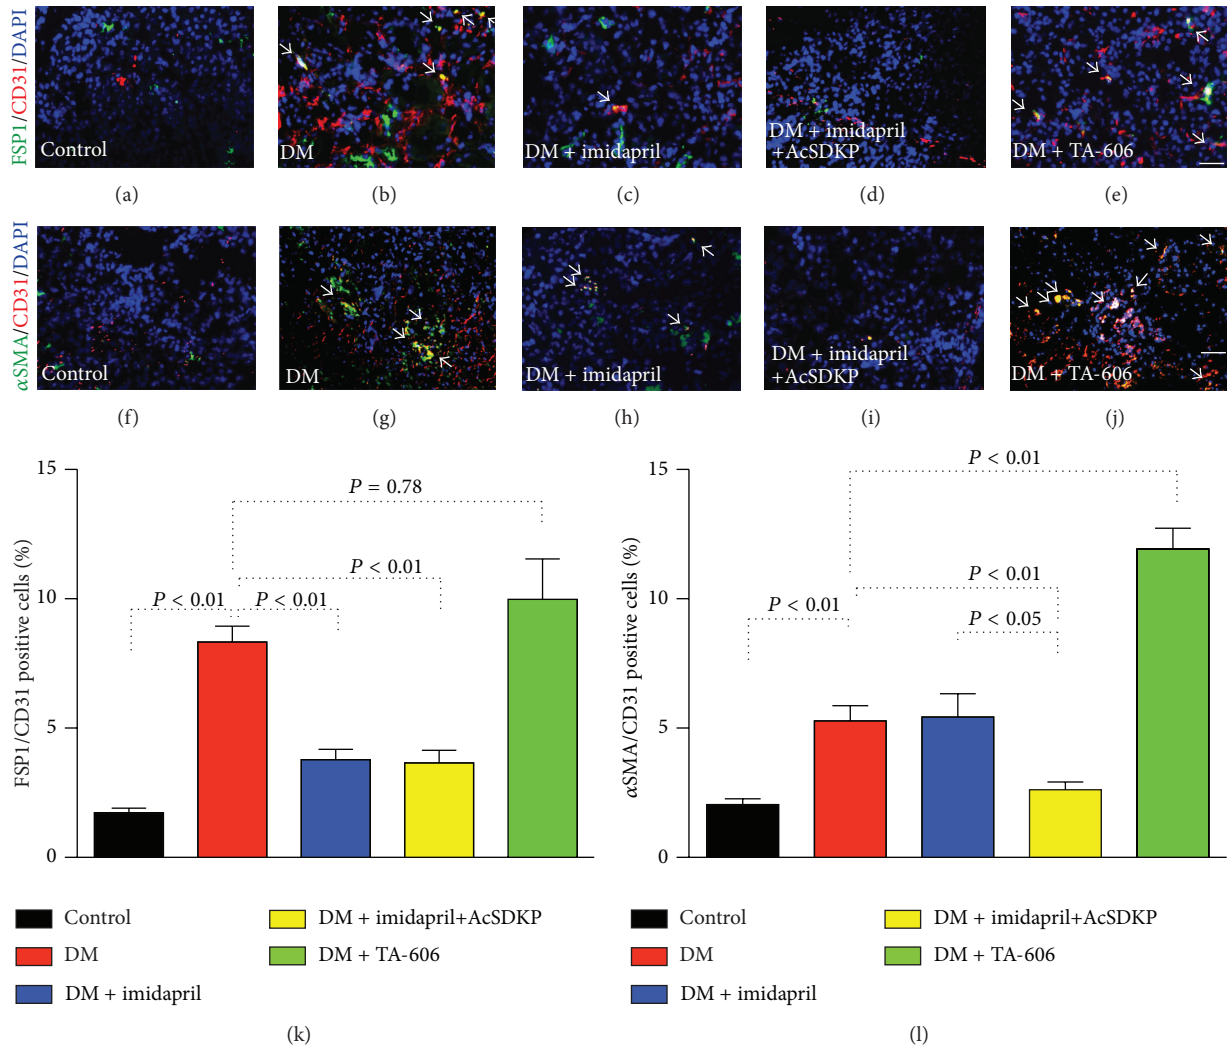 FSP1/CD31/DAPI
Control
DM
DM + imidapril
DM + imidapril
+AcSDKP
DM + TA-606
(a)
(b)
(c)
(d)
(e)
αSMA/CD31/DAPI
Control
DM
DM + imidapril
DM + imidapril
+AcSDKP
DM + TA-606
(f)
(g)
(h)
(i)
(j)
FSP1/CD31 positive cells (%)
15
10
5
0
P = 0.78
P < 0.01
P < 0.01
P < 0.01
Control
DM
DM + imidapril
DM + imidapril+AcSDKP
DM + TA-606
(k)
αSMA/CD31 positive cells (%)
15
10
5
0
P < 0.01
P < 0.01
P < 0.01
P < 0.05
Control
DM
DM + imidapril
DM + imidapril+AcSDKP
DM + TA-606
(l)